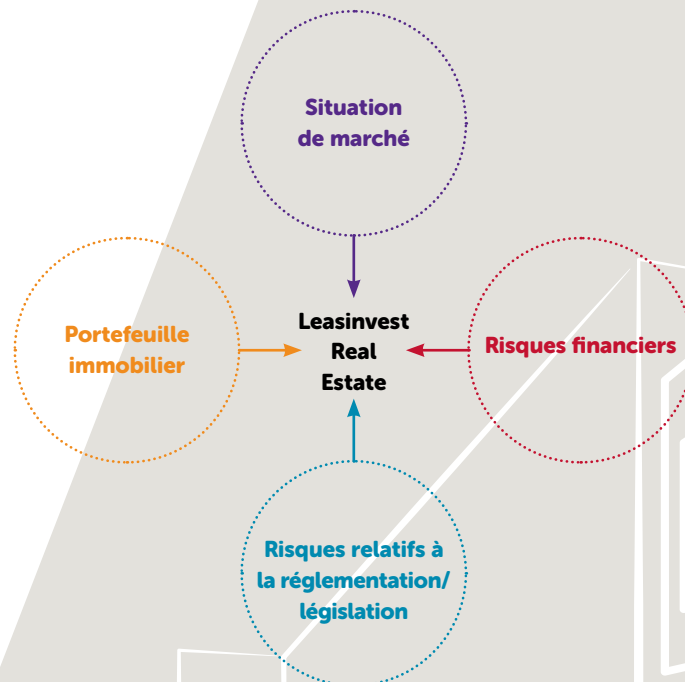 Situation
de marché
Portefeuille
immobilier
Leasinvest
Real
Estate
Risques financiers
Risques relatifs à
la réglementation/
législation